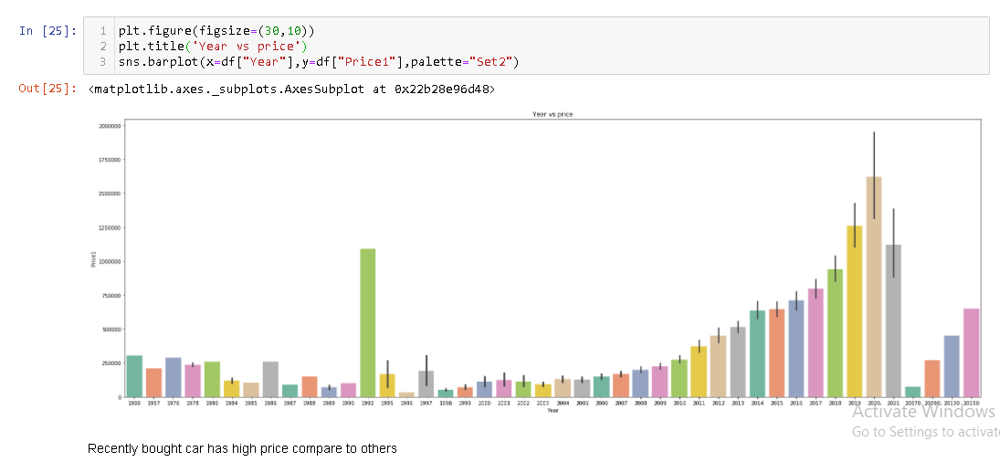 In [25]:
1 plt.figure(figsize=(30,10))
2 plt.title('Year vs price')
3 sns.barplot(x=df["Year"],y=df["Price1"],palette="Set2")
Out[25]: <matplotlib.axes._subplots.AxesSubplot at 0x22b28e96d48>
Year vs price
2000000
1750000
1500000
1250000
1000000
750000
500000
250000
0
Price1
1900 1957 1976 1978 1980 1984 1985 1986 1987 1988 1989 1990 1992 1995 1996 1997 1998 1999 2000 2001 2002 2003 2004 2005 2006 2007 2008 2009 2010 2011 2012 2013 2014 2015 2016 2017 2018 2019 2020 2021 20070 20090 20130 20150
Year
Activate Windows
Go to Settings to activat
Recently bought car has high price compare to others